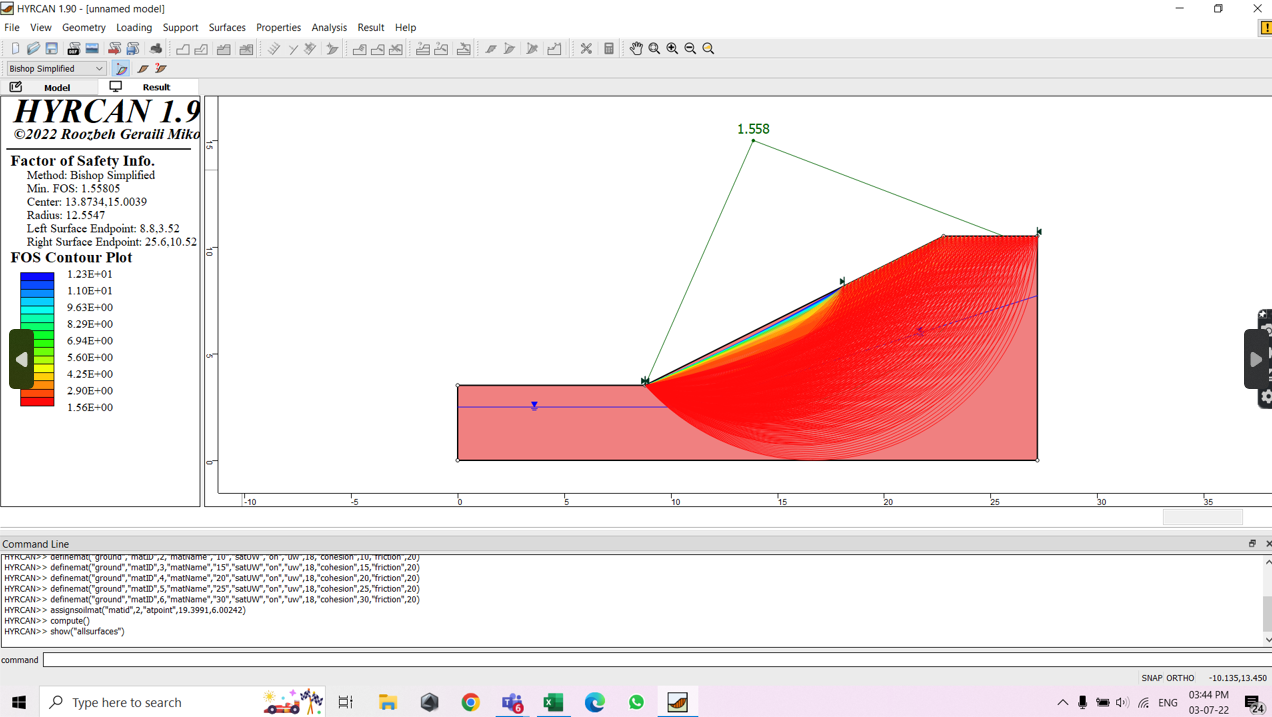 HYRCAN 1.90 - [unnamed model]
File View Geometry Loading Support Surfaces Properties Analysis Result Help
Bishop Simplified
Model Result
HYRCAN 1.9
©2022 Roozbeh Geraili Miko
Factor of Safety Info.
Method: Bishop Simplified
Min. FOS: 1.55805
Center: 13.8734,15.0039
Radius: 12.5547
Left Surface Endpoint: 8.8,3.52
Right Surface Endpoint: 25.6,10.52
FOS Contour Plot
1.23E+01
1.10E+01
9.63E+00
8.29E+00
6.94E+00
5.60E+00
4.25E+00
2.90E+00
1.56E+00
1.558
15
10
5
0
-10 -5 0 5 10 15 20 25 30 35
Command Line
HYRCAN>> definemat("ground","matID",2,"matName","10","satUW","on","uw",18,"cohesion",10,"friction",20)
HYRCAN>> definemat("ground","matID",3,"matName","15","satUW","on","uw",18,"cohesion",15,"friction",20)
HYRCAN>> definemat("ground","matID",4,"matName","20","satUW","on","uw",18,"cohesion",20,"friction",20)
HYRCAN>> definemat("ground","matID",5,"matName","25","satUW","on","uw",18,"cohesion",25,"friction",20)
HYRCAN>> definemat("ground","matID",6,"matName","30","satUW","on","uw",18,"cohesion",30,"friction",20)
HYRCAN>> assignsoilmat("matid",2,"atpoint",19.3991,6.00242)
HYRCAN>> compute()
HYRCAN>> show("allsurfaces")
command
SNAP ORTHO -10.135,13.450
Type here to search
6
ENG
03:44 PM
03-07-22
24